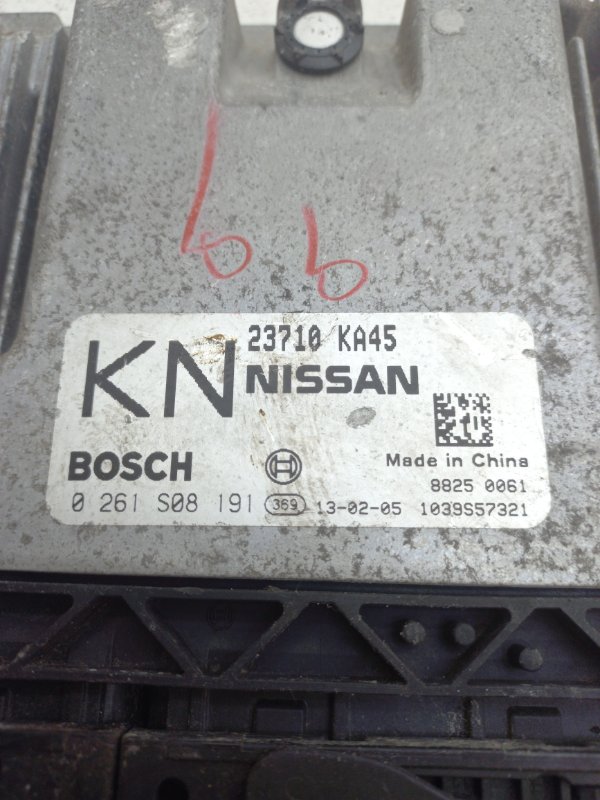 66
23710 KA45
KN NISSAN
BOSCH
Made in China
8825 0061
0 261 S08 191 369 13-02-05 1039S57321